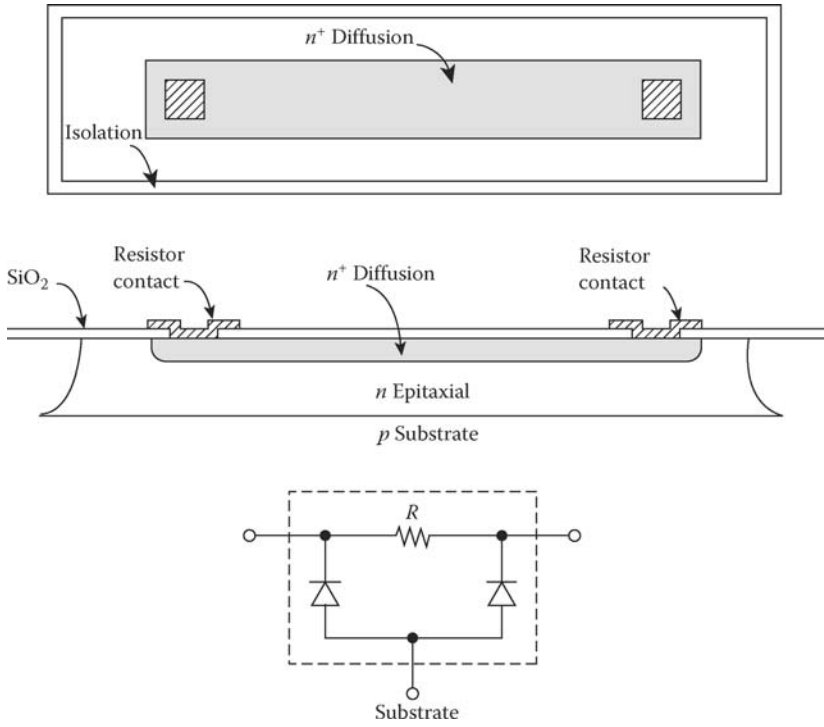 n+ Diffusion
Isolation
Resistor
contact
Resistor
contact
n+ Diffusion
SiO2
n Epitaxial
p Substrate
R
Substrate